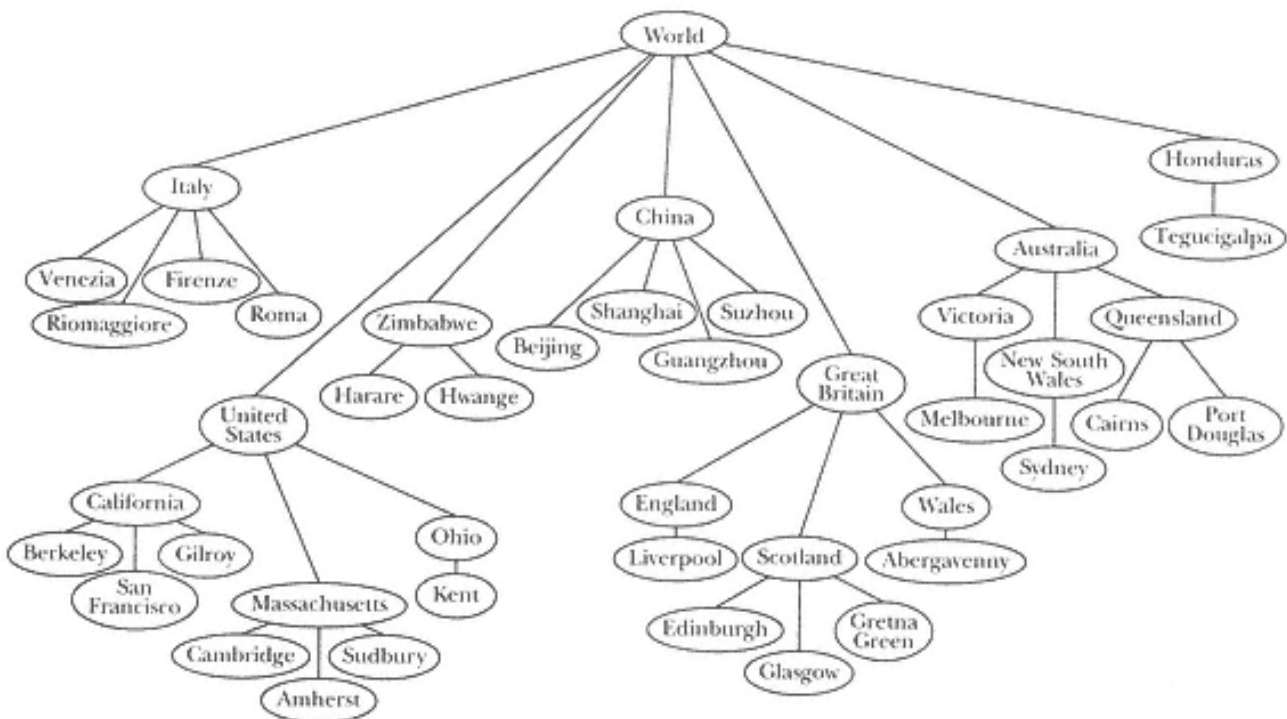 World
Honduras
Italy
China
Tegucigalpa
Australia
Venezia
Firenze
Riomaggiore
Roma
Shanghai
Suzhou
Zimbabwe
Victoria
Queensland
Beijing
Guangzhou
New South
Wales
Great
Britain
Harare
Hwange
United
States
Melbourne
Cairns
Port
Douglas
Sydney
California
England
Wales
Ohio
Berkeley
Gilroy
Liverpool
Scotland
Abergavenny
San
Francisco
Kent
Massachusetts
Edinburgh
Gretna
Green
Cambridge
Sudbury
Glasgow
Amherst